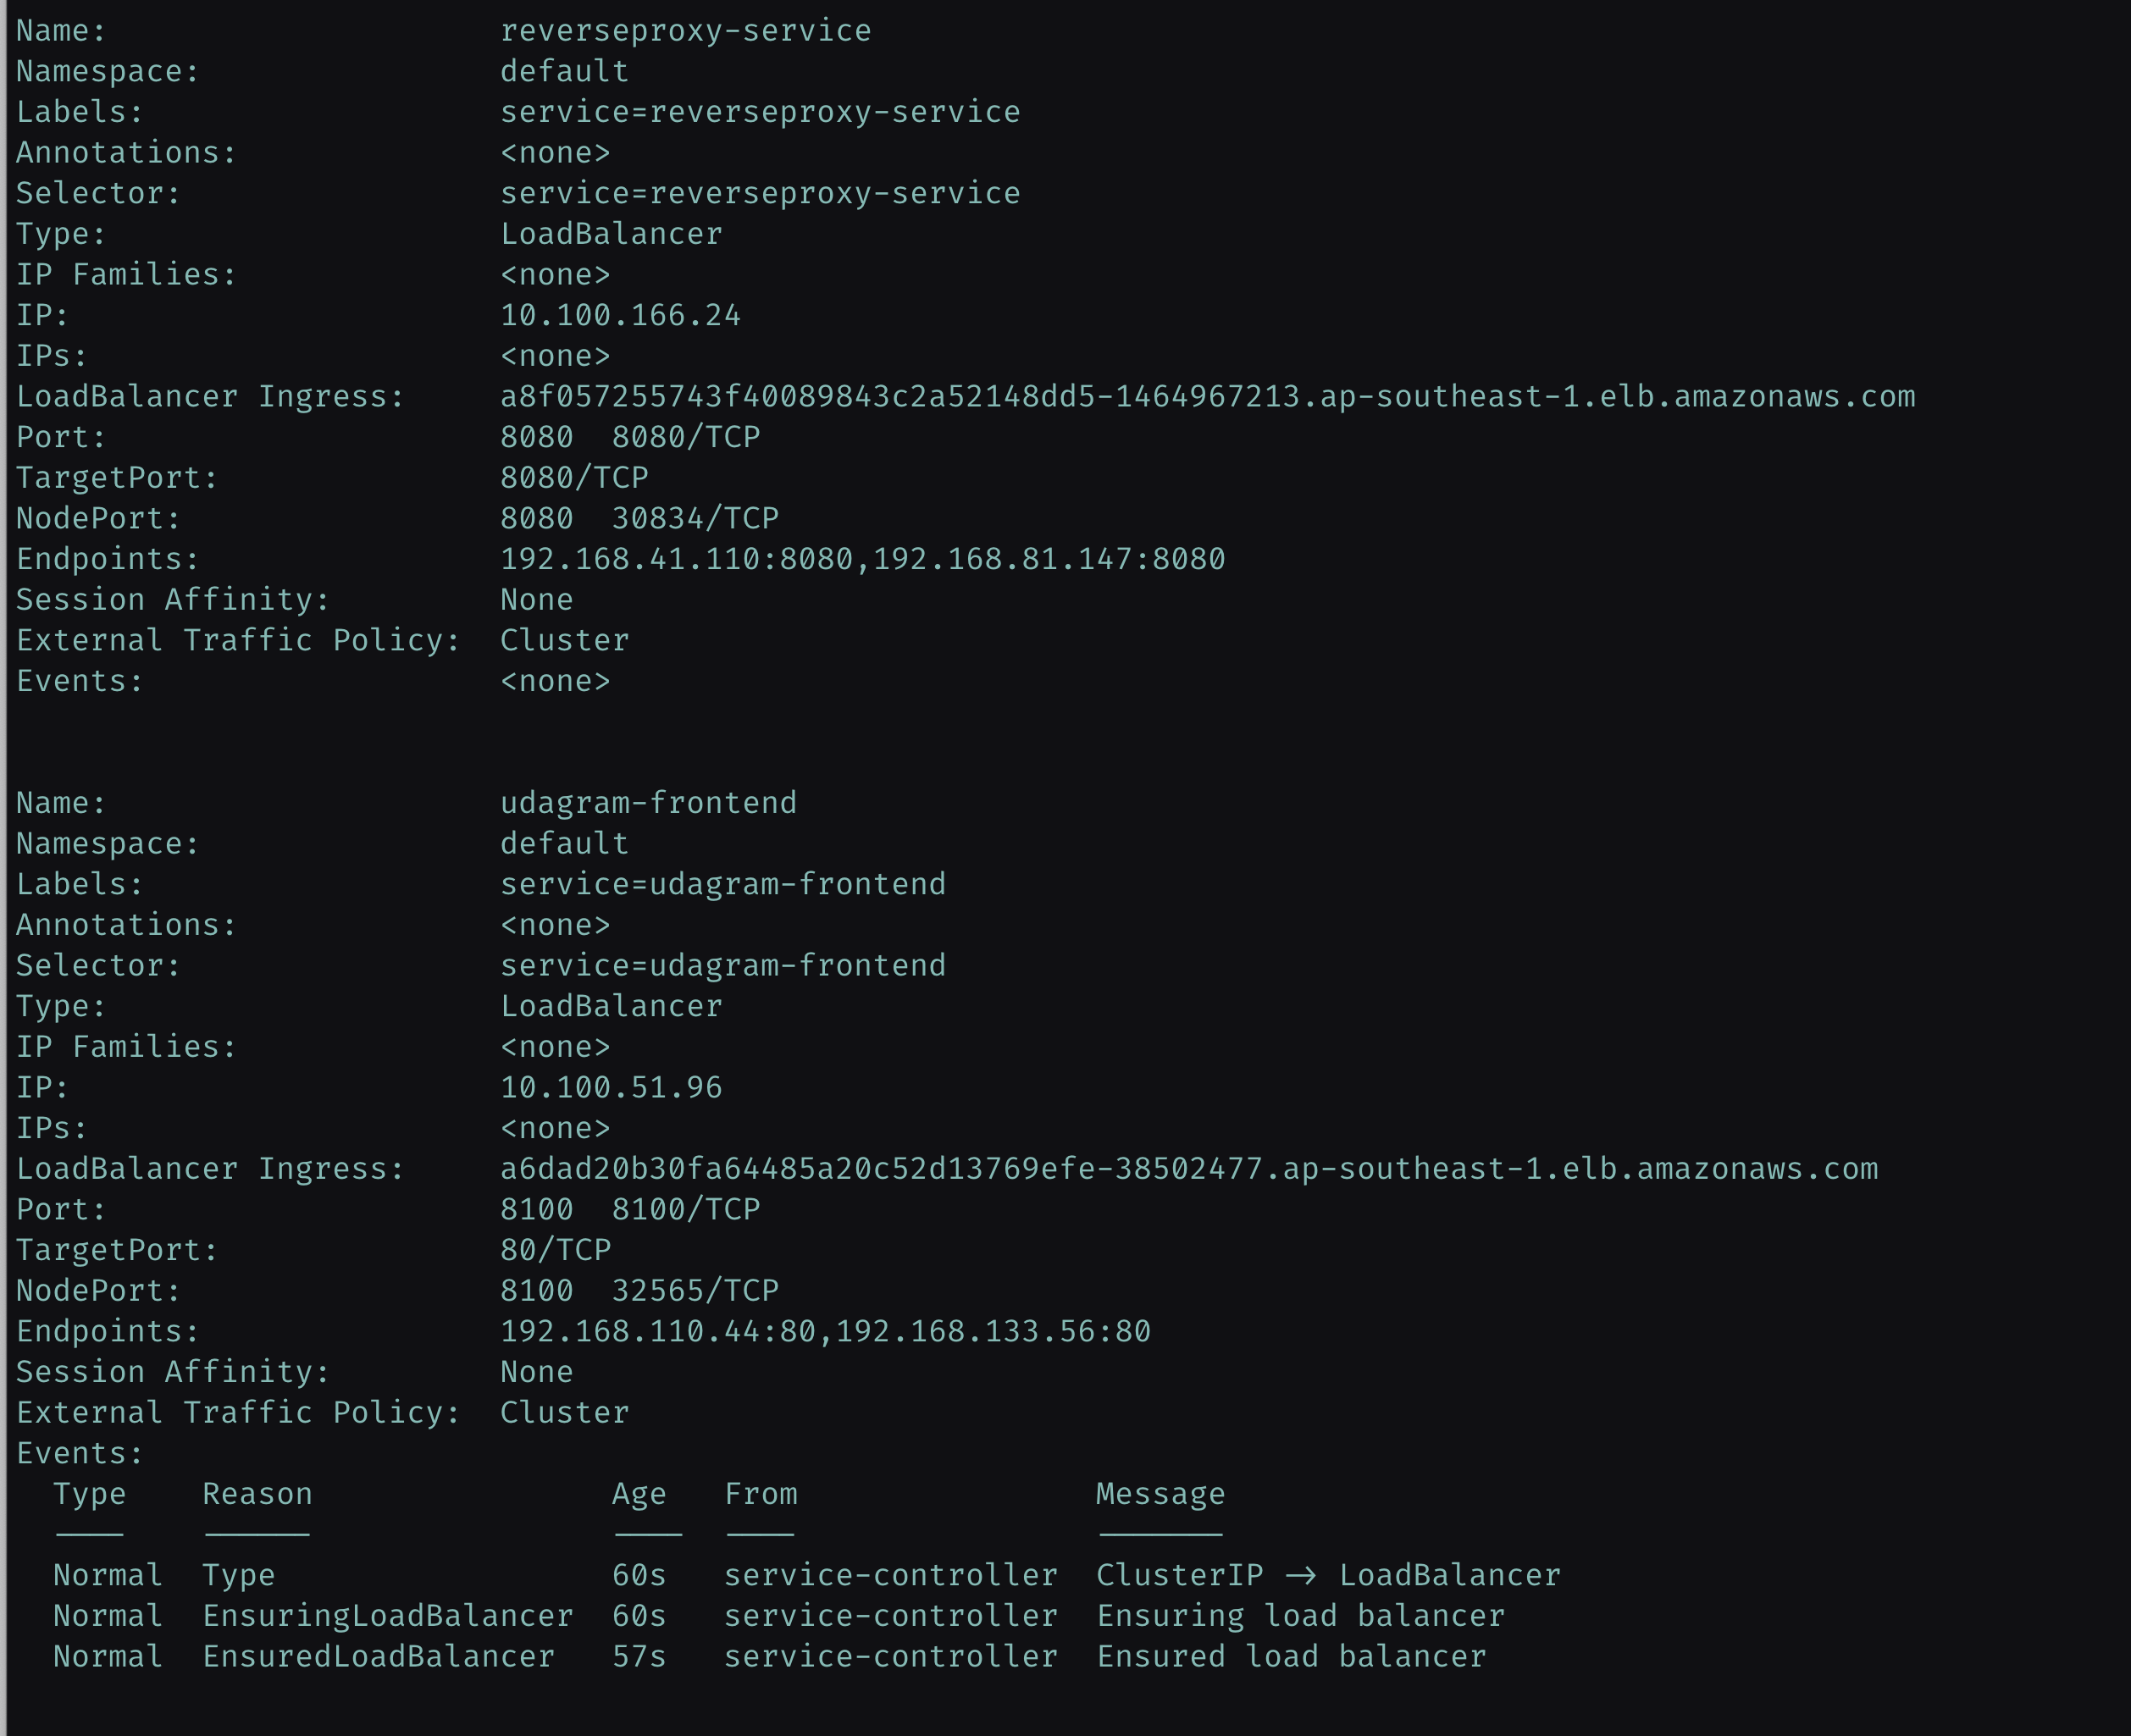 Name:                     reverseproxy-service
Namespace:                default
Labels:                   service=reverseproxy-service
Annotations:              <none>
Selector:                 service=reverseproxy-service
Type:                     LoadBalancer
IP Families:              <none>
IP:                       10.100.166.24
IPs:                      <none>
LoadBalancer Ingress:     a8f057255743f40089843c2a52148dd5-1464967213.ap-southeast-1.elb.amazonaws.com
Port:                     8080  8080/TCP
TargetPort:               8080/TCP
NodePort:                 8080  30834/TCP
Endpoints:                192.168.41.110:8080,192.168.81.147:8080
Session Affinity:         None
External Traffic Policy:  Cluster
Events:                   <none>
Name:                     udagram-frontend
Namespace:                default
Labels:                   service=udagram-frontend
Annotations:              <none>
Selector:                 service=udagram-frontend
Type:                     LoadBalancer
IP Families:              <none>
IP:                       10.100.51.96
IPs:                      <none>
LoadBalancer Ingress:     a6dad20b30fa64485a20c52d13769efe-38502477.ap-southeast-1.elb.amazonaws.com
Port:                     8100  8100/TCP
TargetPort:               80/TCP
NodePort:                 8100  32565/TCP
Endpoints:                192.168.110.44:80,192.168.133.56:80
Session Affinity:         None
External Traffic Policy:  Cluster
Events:
  Type    Reason                Age   From                Message
  ----    ------                ----  ----                -------
  Normal  Type                  60s   service-controller  ClusterIP -> LoadBalancer
  Normal  EnsuringLoadBalancer  60s   service-controller  Ensuring load balancer
  Normal  EnsuredLoadBalancer   57s   service-controller  Ensured load balancer